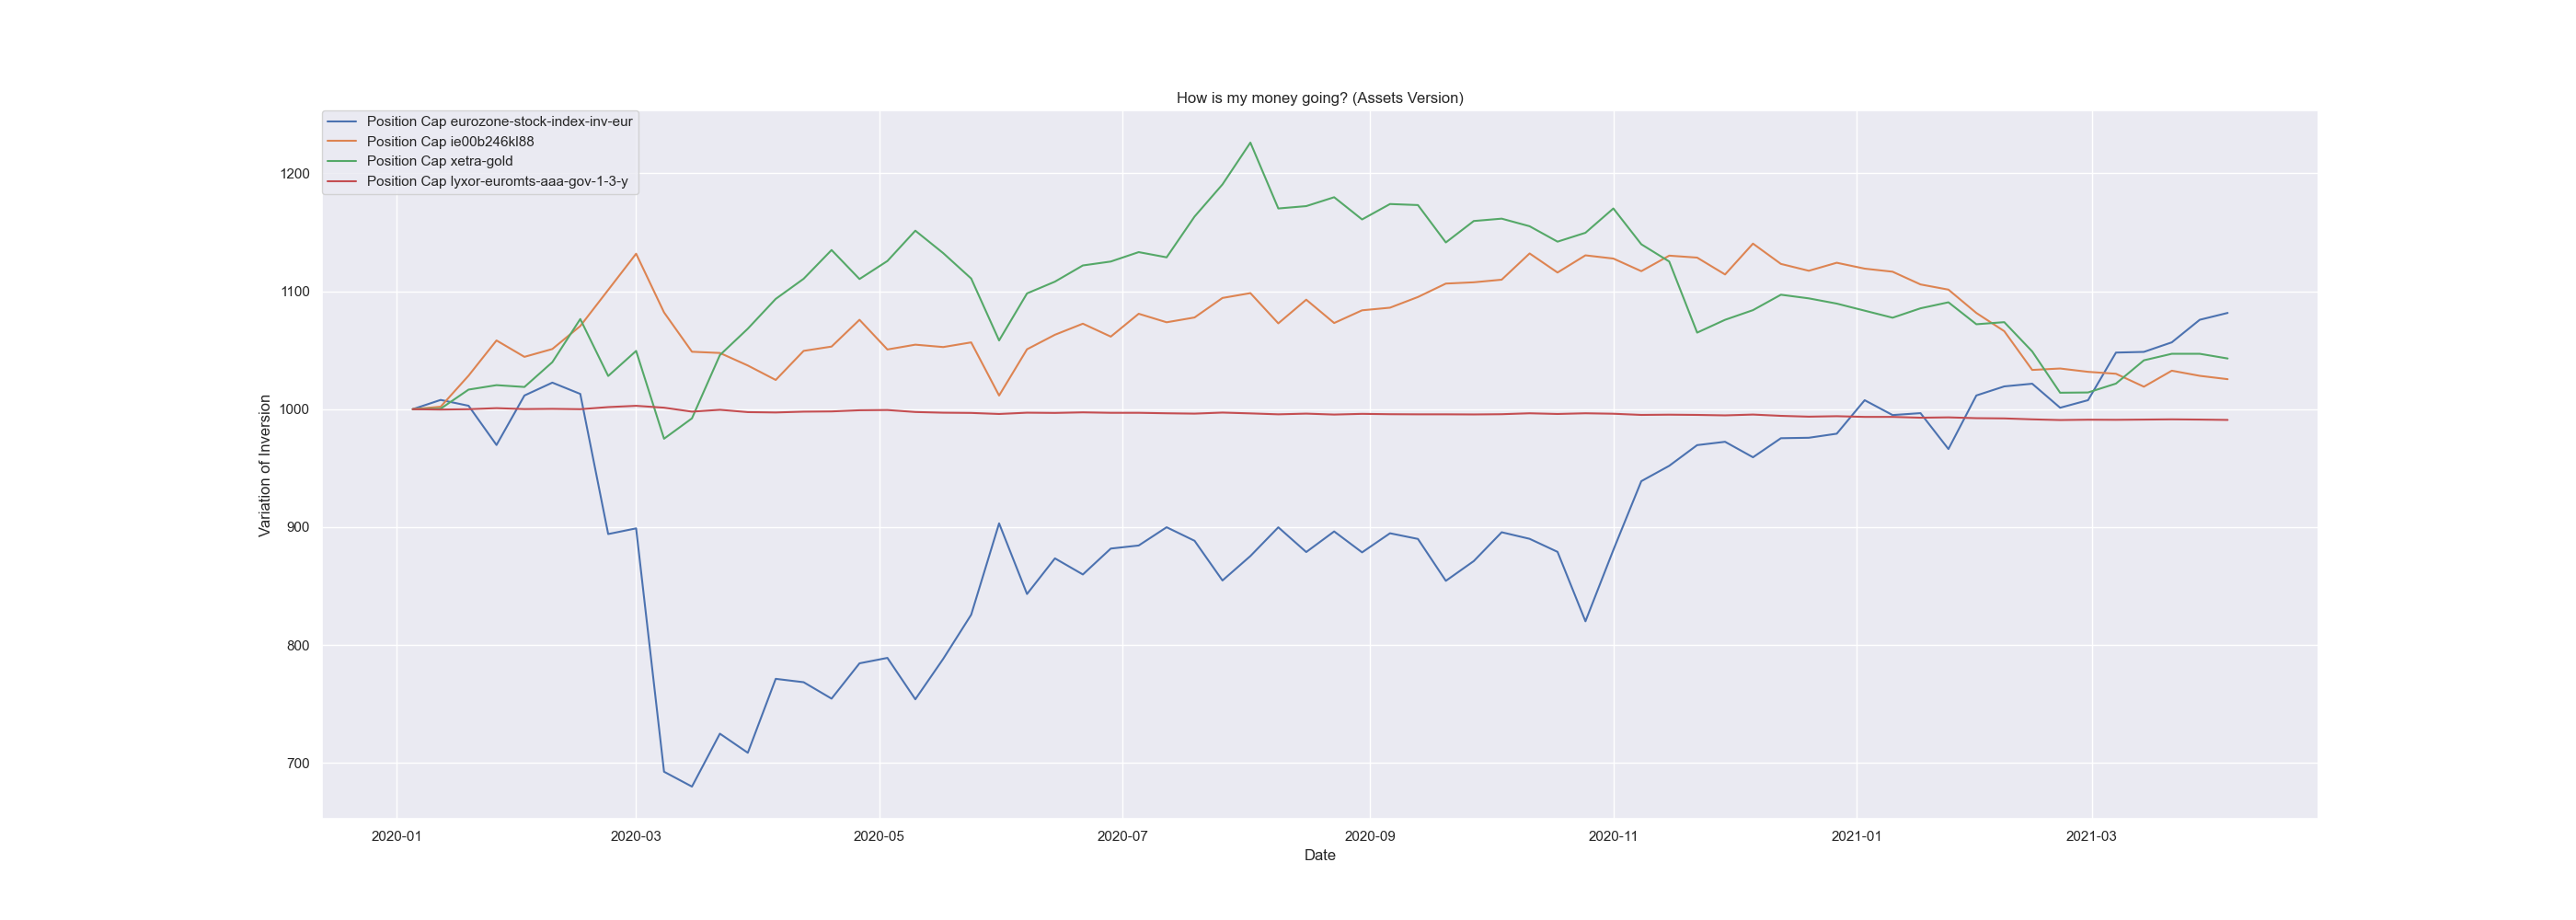 How is my money going? (Assets Version)
Position Cap eurozone-stock-index-inv-eur
Position Cap ie00b246kl88
Position Cap xetra-gold
Position Cap lyxor-euromts-aaa-gov-1-3-y
Variation of Inversion
1200
1100
1000
900
800
700
2020-01 2020-03 2020-05 2020-07 2020-09 2020-11 2021-01 2021-03
Date